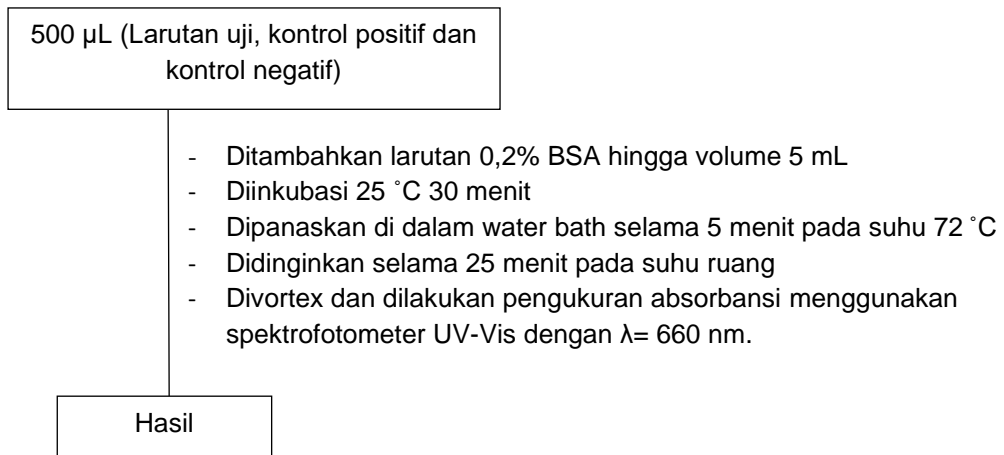 500 µL (Larutan uji, kontrol positif dan
kontrol negatif)
- Ditambahkan larutan 0,2% BSA hingga volume 5 mL
- Diinkubasi 25 ˚C 30 menit
- Dipanaskan di dalam water bath selama 5 menit pada suhu 72 ˚C
- Didinginkan selama 25 menit pada suhu ruang
- Divortex dan dilakukan pengukuran absorbansi menggunakan
spektrofotometer UV-Vis dengan λ= 660 nm.
Hasil